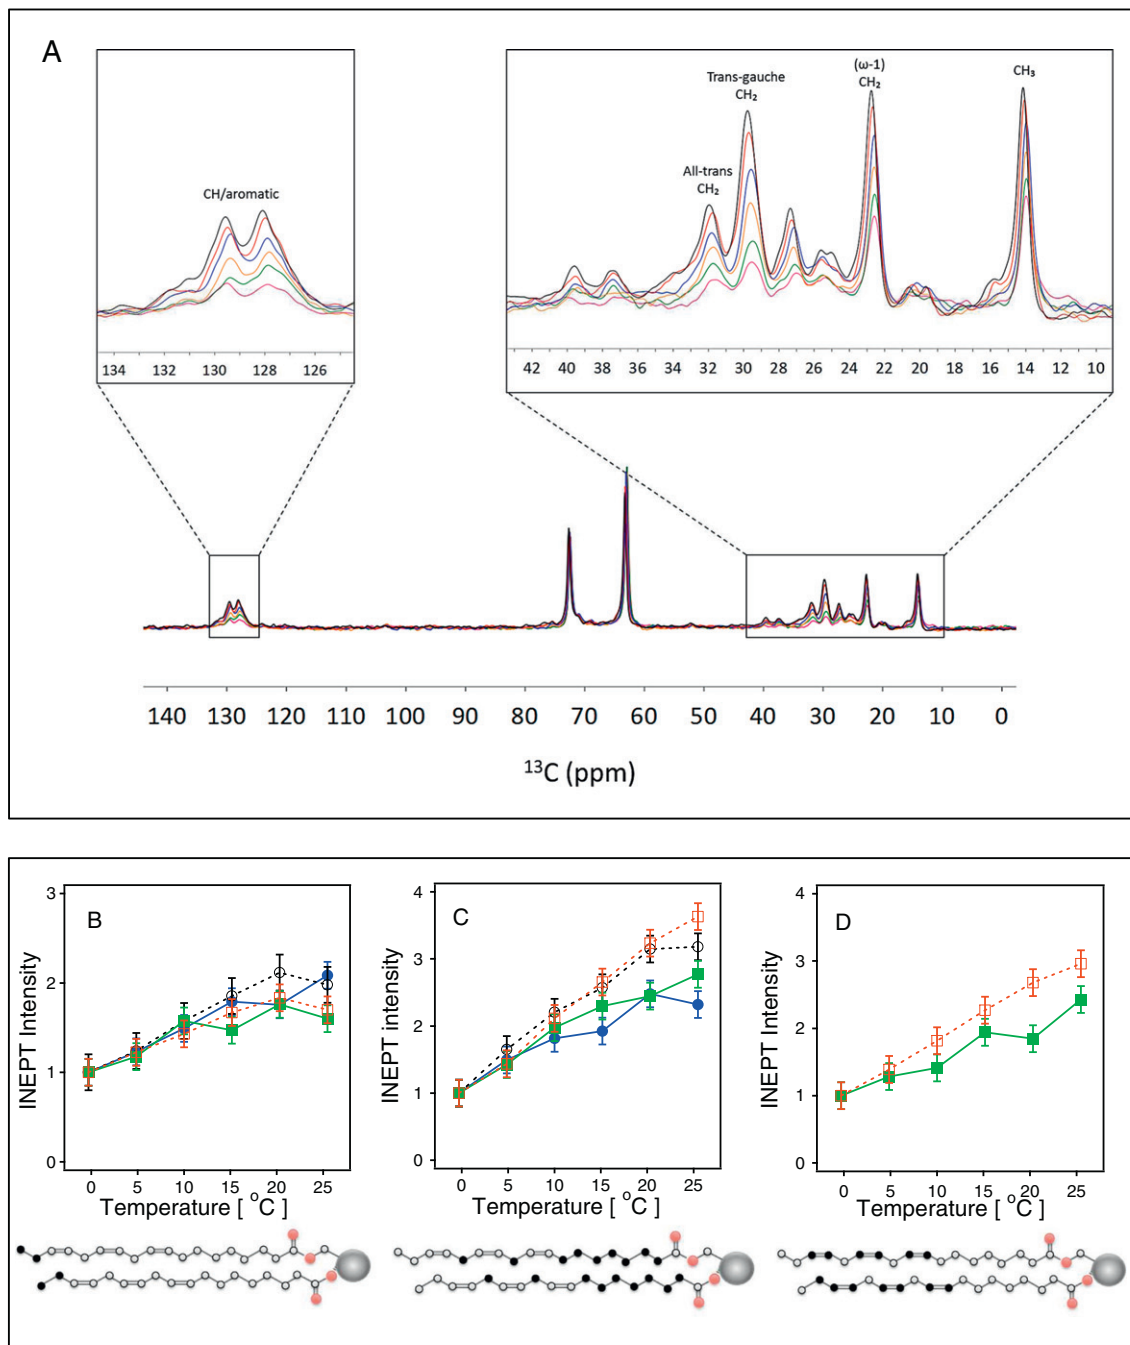 A
CH/aromatic
134 132 130 128 126
All-trans
CH₂
Trans-gauche
CH₂
(ω-1)
CH₂
CH₃
42 40 38 36 34 32 30 28 26 24 22 20 18 16 14 12 10
140 130 120 110 100 90 80 70 60 50 40 30 20 10 0
¹³C (ppm)
B
INEPT Intensity
3
2
1
0
0 5 10 15 20 25
Temperature [ °C ]
C
INEPT intensity
4
3
2
1
0
0 5 10 15 20 25
Temperature [ °C ]
D
INEPT Intensity
4
3
2
1
0
0 5 10 15 20 25
Temperature [ °C ]